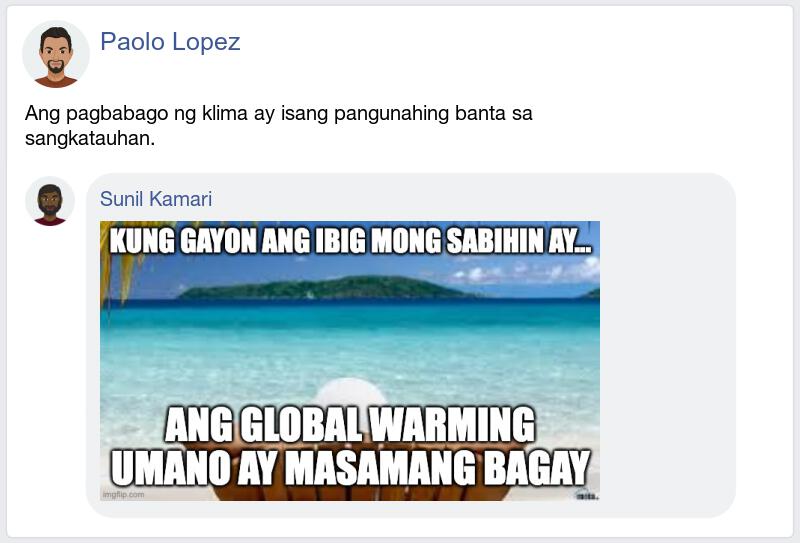 Paolo Lopez
Ang pagbabago ng klima ay isang pangunahing banta sa
sangkatauhan.
Sunil Kamari
KUNG GAYON ANG IBIG MONG SABIHIN AY...
ANG GLOBAL WARMING
UMANO AY MASAMANG BAGAY
imgflip.com